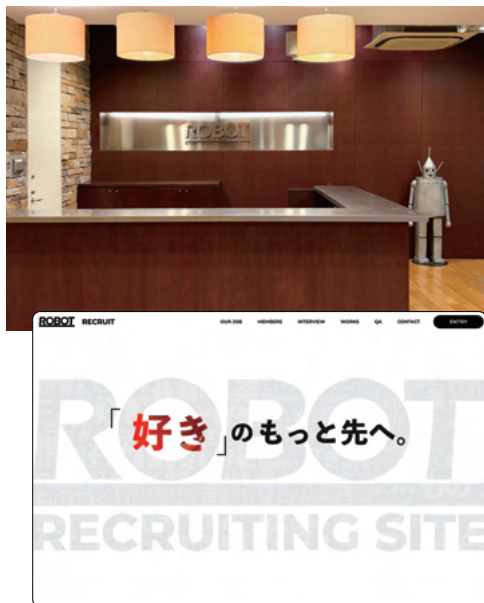 ROBOT
ROBOT RECRUIT OUR JOB MEMBERS INTERVIEW WORKS QA CONTACT ENTRY
ROBOT
「好き」のもっと先へ。
RECRUITING SITE